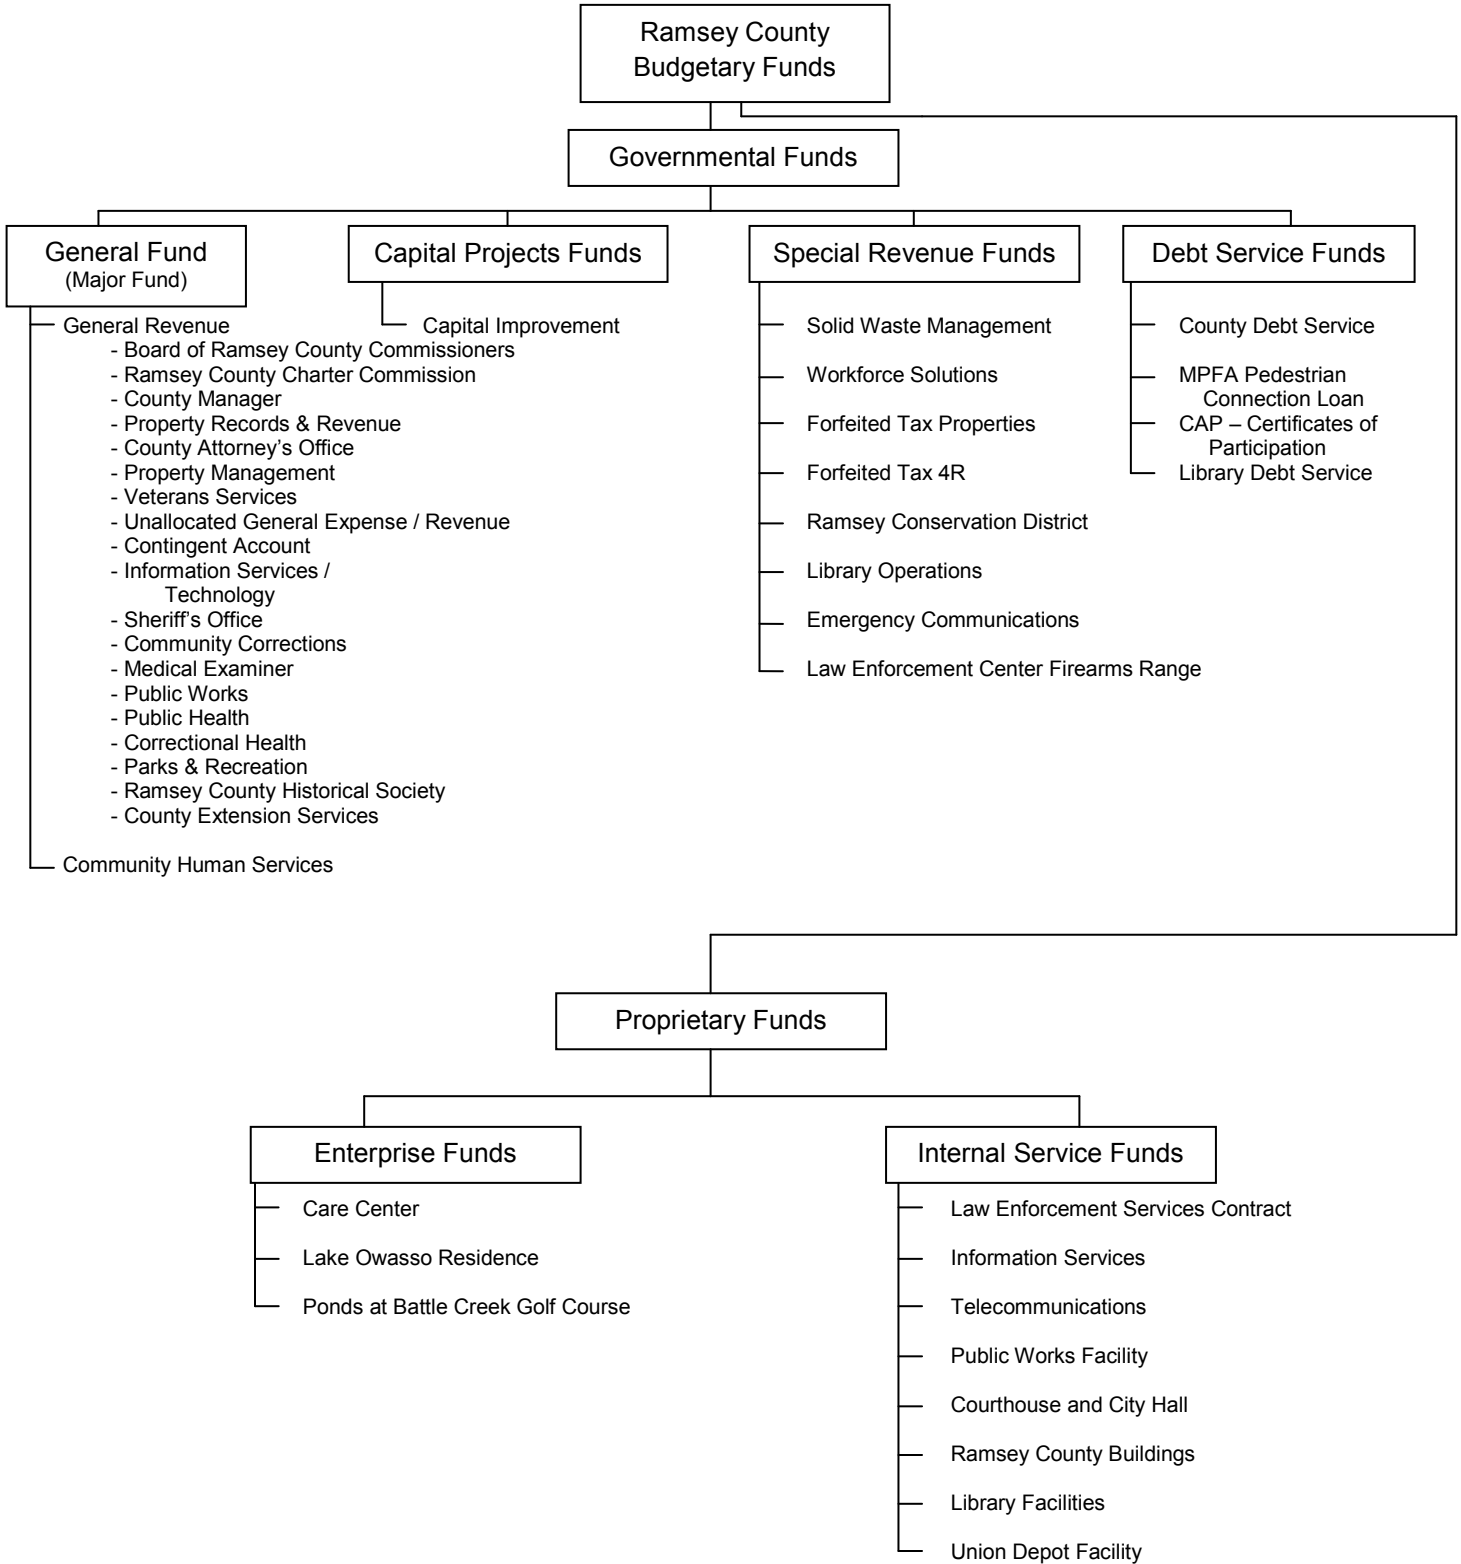 Ramsey County
Budgetary Funds
Governmental Funds
General Fund
(Major Fund)
General Revenue
- Board of Ramsey County Commissioners
- Ramsey County Charter Commission
- County Manager
- Property Records & Revenue
- County Attorney’s Office
- Property Management
- Veterans Services
- Unallocated General Expense / Revenue
- Contingent Account
- Information Services /
Technology
- Sheriff’s Office
- Community Corrections
- Medical Examiner
- Public Works
- Public Health
- Correctional Health
- Parks & Recreation
- Ramsey County Historical Society
- County Extension Services
Community Human Services
Capital Projects Funds
Capital Improvement
Special Revenue Funds
Solid Waste Management
Workforce Solutions
Forfeited Tax Properties
Forfeited Tax 4R
Ramsey Conservation District
Library Operations
Emergency Communications
Law Enforcement Center Firearms Range
Debt Service Funds
County Debt Service
MPFA Pedestrian
Connection Loan
CAP – Certificates of
Participation
Library Debt Service
Proprietary Funds
Enterprise Funds
Care Center
Lake Owasso Residence
Ponds at Battle Creek Golf Course
Internal Service Funds
Law Enforcement Services Contract
Information Services
Telecommunications
Public Works Facility
Courthouse and City Hall
Ramsey County Buildings
Library Facilities
Union Depot Facility